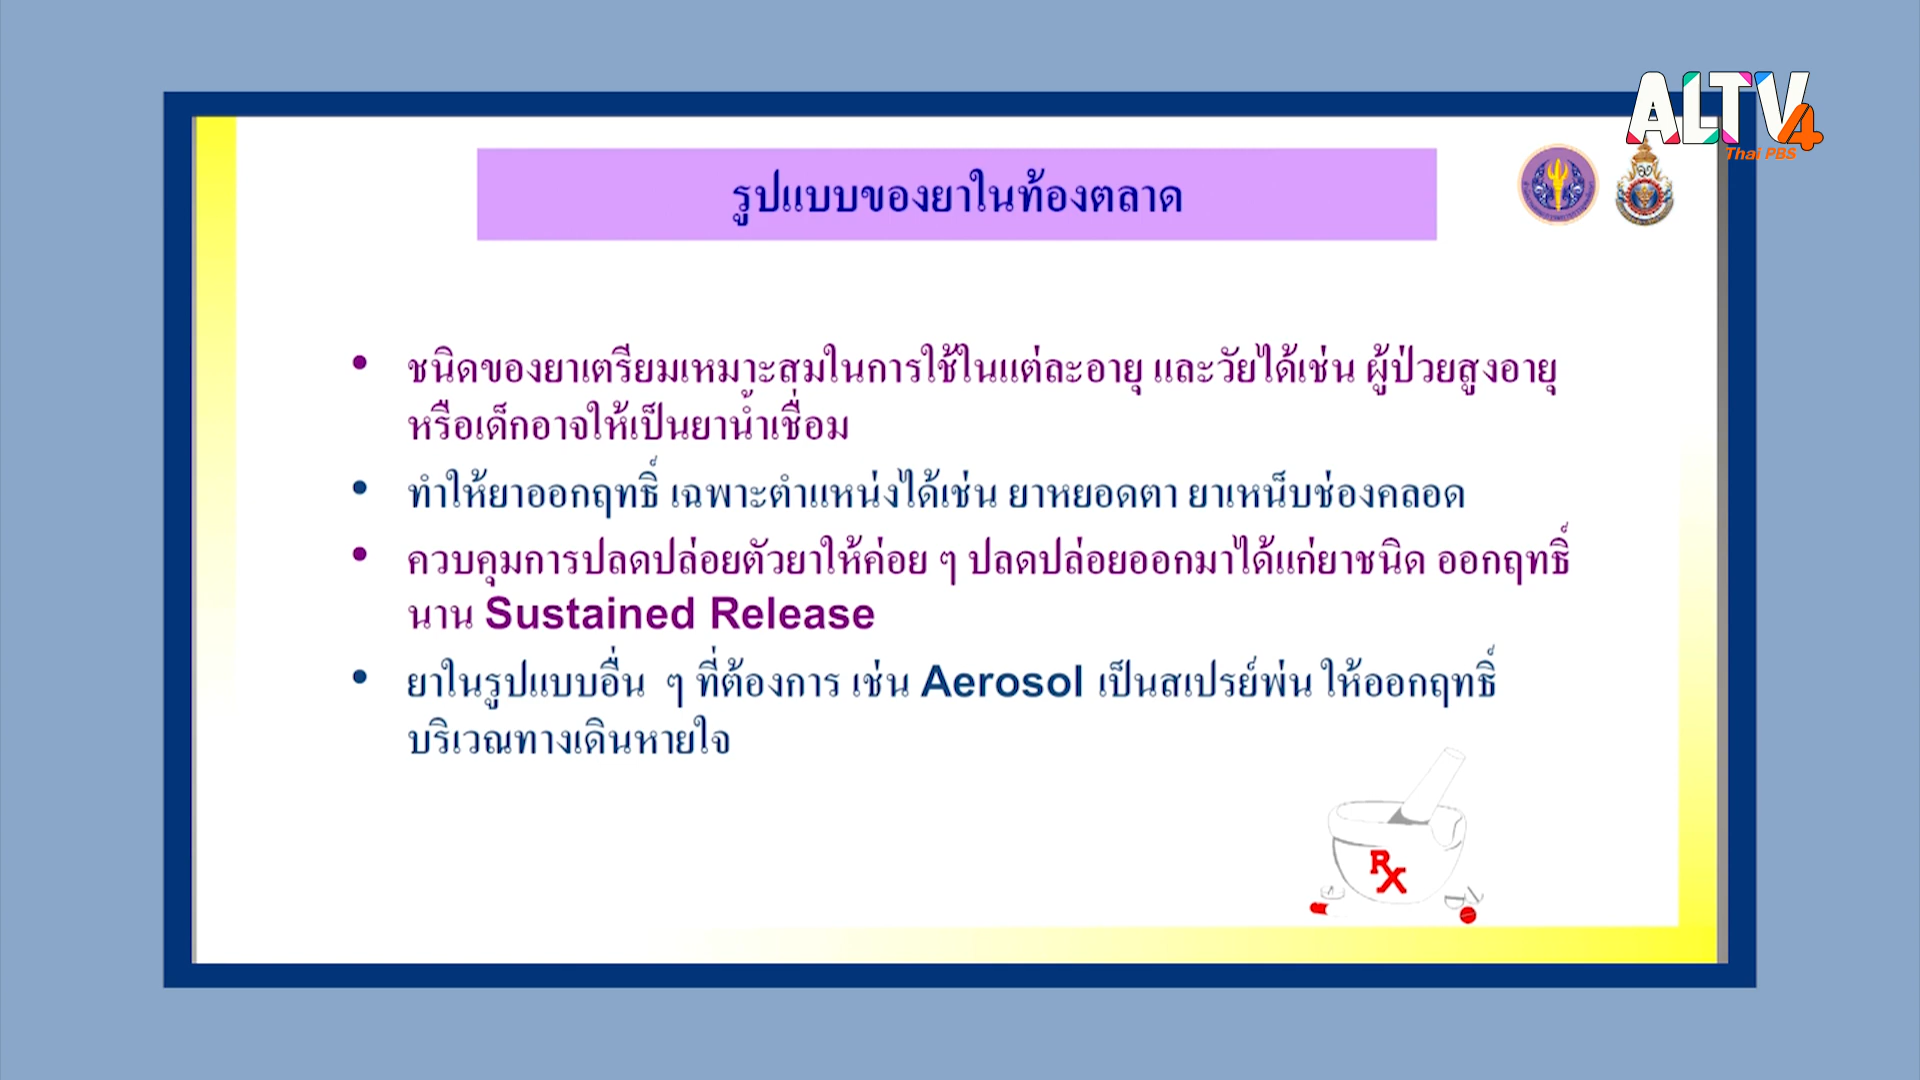 ALTV4
Thai PBS
รูปแบบของยาในท้องตลาด
• ชนิดของยาเตรียมเหมาะสมในการใช้ในแต่ละอายุ และวัยได้เช่น ผู้ป่วยสูงอายุ
หรือเด็กอาจให้เป็นยาน้ำเชื่อม
• ทำให้ยาออกฤทธิ์ เฉพาะตำแหน่งได้เช่น ยาหยอดตา ยาเหน็บช่องคลอด
• ควบคุมการปลดปล่อยตัวยาให้ค่อย ๆ ปลดปล่อยออกมาได้แก่ยาชนิด ออกฤทธิ์
นาน Sustained Release
• ยาในรูปแบบอื่น ๆ ที่ต้องการ เช่น Aerosol เป็นสเปรย์พ่น ให้ออกฤทธิ์
บริเวณทางเดินหายใจ
RX